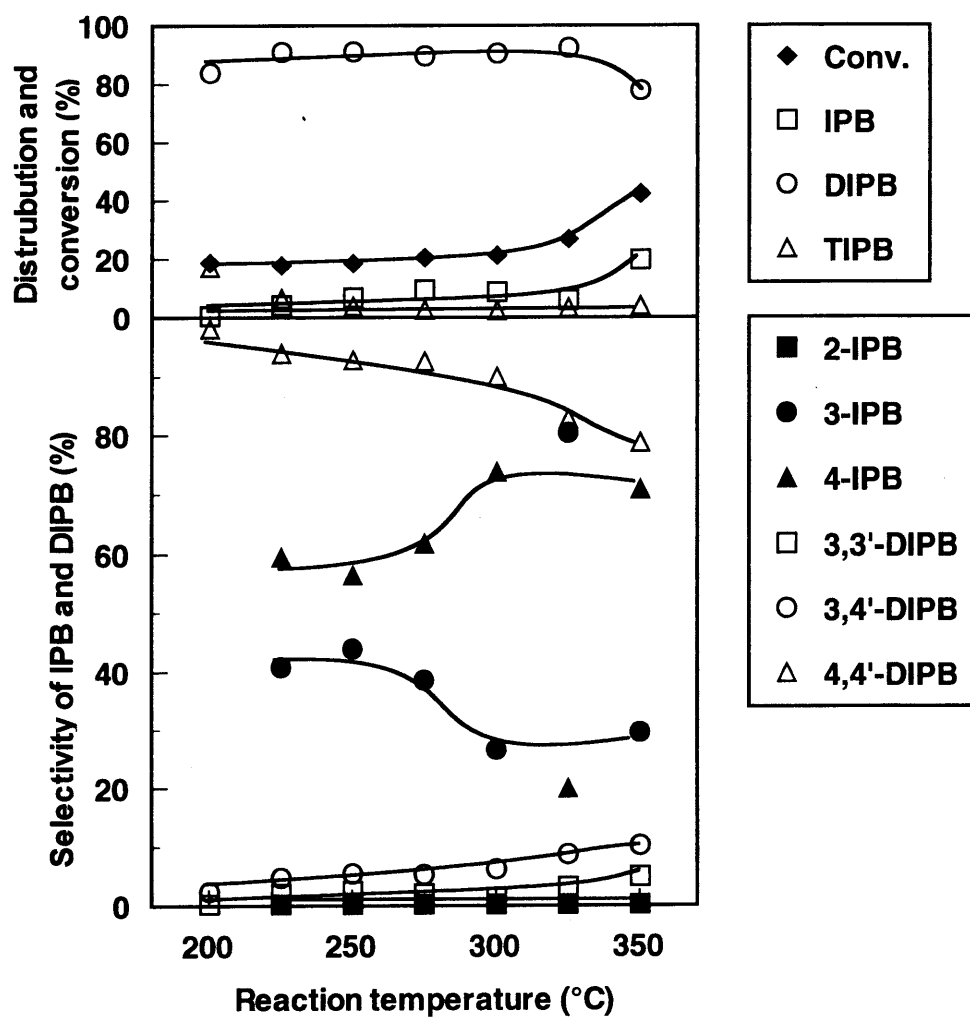 100
80
60
40
20
0
Distrubution and
conversion (%)
Conv.
IPB
DIPB
TIPB
80
60
40
20
0
Selectivity of IPB and DIPB (%)
2-IPB
3-IPB
4-IPB
3,3'-DIPB
3,4'-DIPB
4,4'-DIPB
200
250
300
350
Reaction temperature (°C)